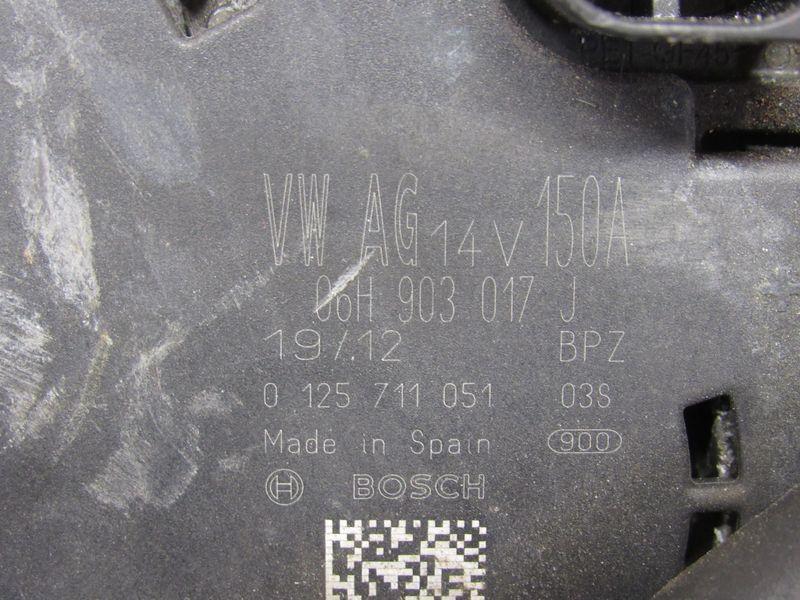 VW AG 14V 150A
06H 903 017 J
19/.12 BPZ
0 125 711 051 03S
Made in Spain 900
BOSCH